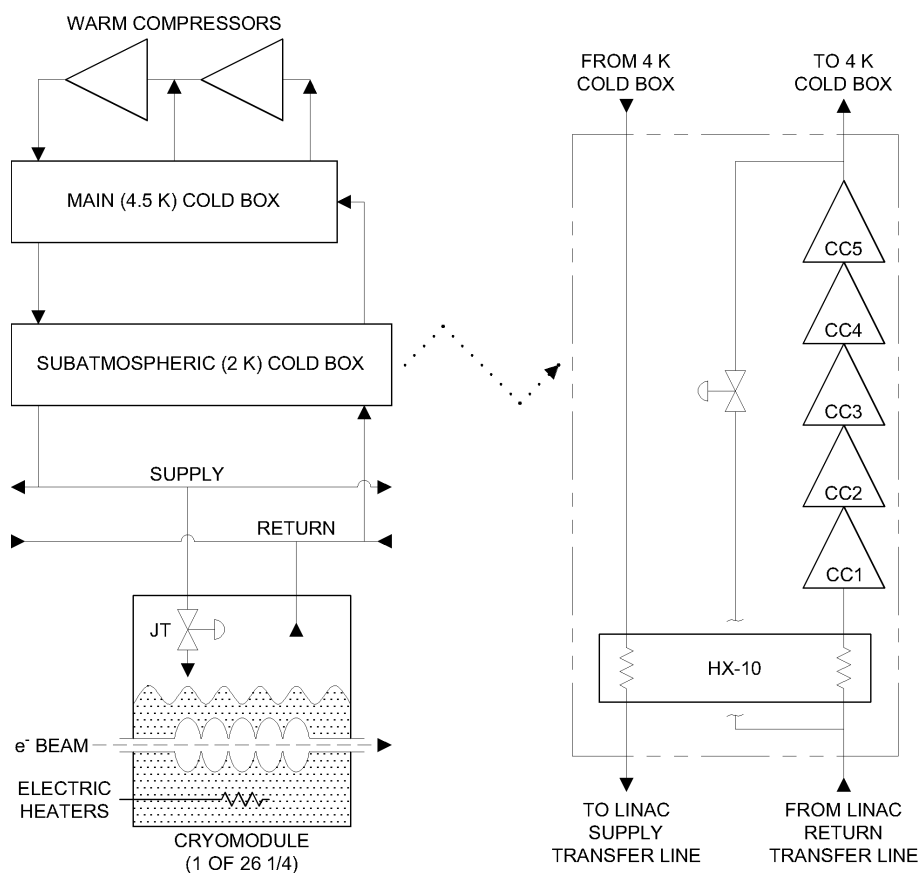 WARM COMPRESSORS
MAIN (4.5 K) COLD BOX
SUBATMOSPHERIC (2 K) COLD BOX
SUPPLY
RETURN
JT
e- BEAM
ELECTRIC
HEATERS
CRYOMODULE
(1 OF 26 1/4)
FROM 4 K
COLD BOX
TO 4 K
COLD BOX
CC5
CC4
CC3
CC2
CC1
HX-10
TO LINAC
SUPPLY
TRANSFER LINE
FROM LINAC
RETURN
TRANSFER LINE